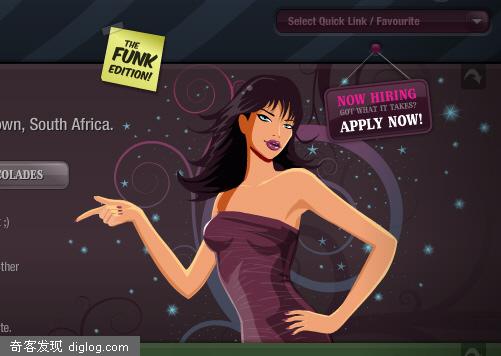 Select Quick Link / Favourite
THE
FUNK
EDITION!
NOW HIRING
GOT WHAT IT TAKES?
APPLY NOW!
own, South Africa.
COLADES
t ;)
other
te.
奇客发现 diglog.com